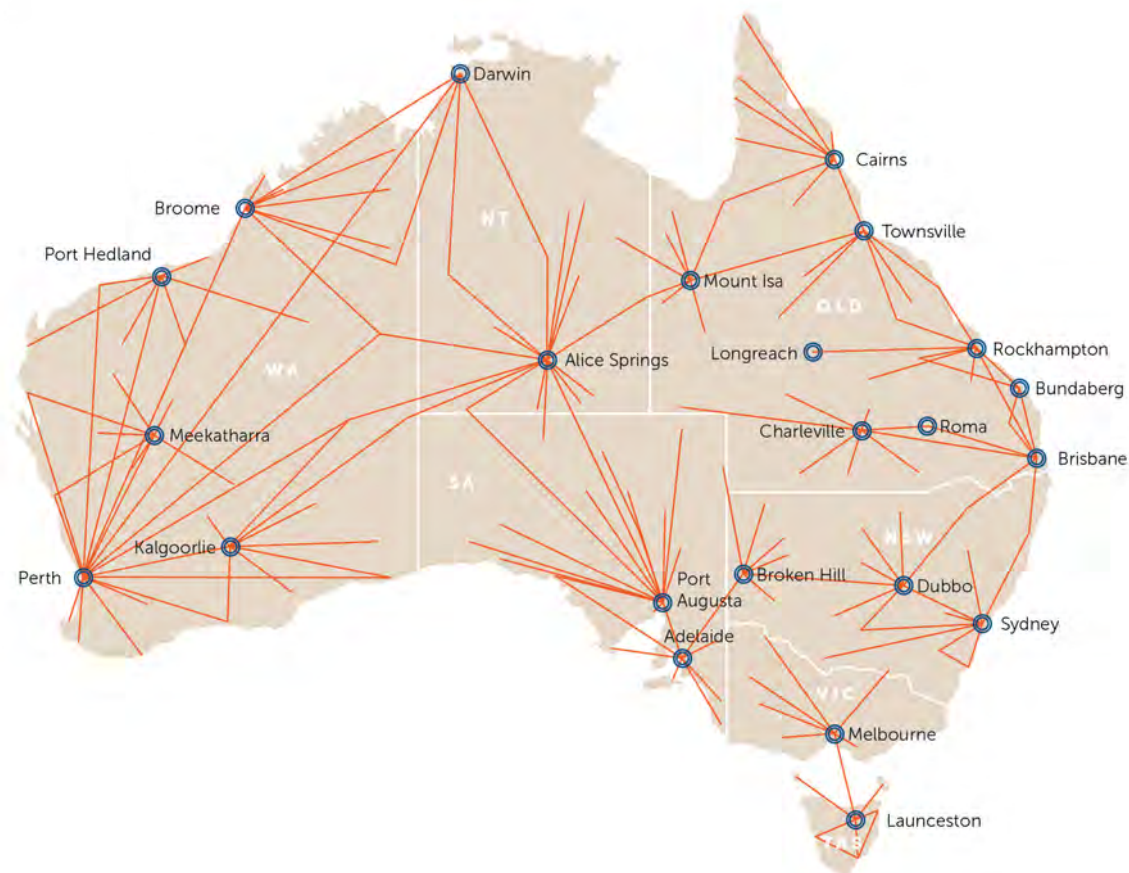 Darwin
Cairns
Broome
NT
Townsville
Port Hedland
Mount Isa
QLD
Longreach
Rockhampton
Alice Springs
WA
Bundaberg
Charleville
Roma
Meekatharra
Brisbane
SA
NSW
Kalgoorlie
Perth
Port
Augusta
Broken Hill
Dubbo
Sydney
Adelaide
VIC
Melbourne
Launceston
TAS